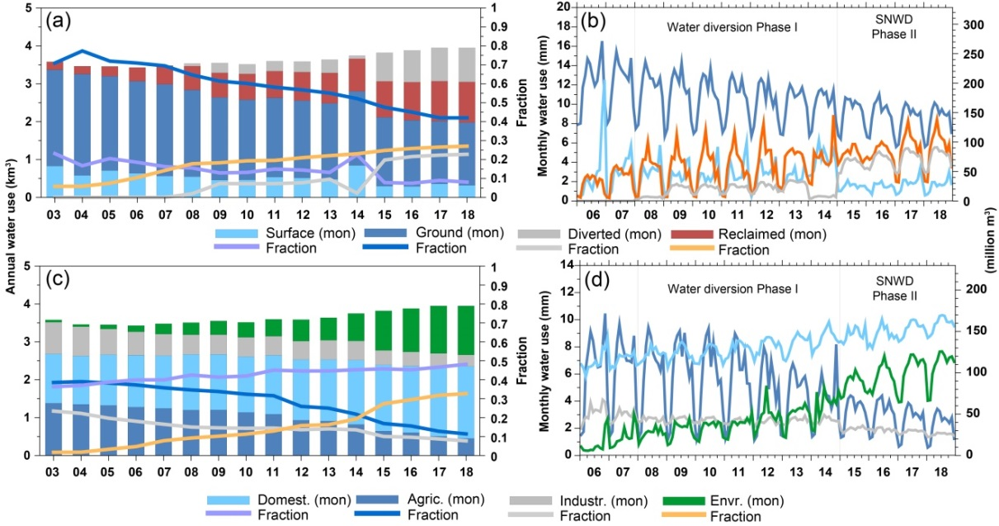 (a)
5
4
3
2
1
0
1
0.9
0.8
0.7
0.6
0.5
0.4
0.3
0.2
0.1
0
Fraction
03 04 05 06 07 08 09 10 11 12 13 14 15 16 17 18
(b)
Water diversion Phase I
SNWD
Phase II
Monthly water use (mm)
20
18
16
14
12
10
8
6
4
2
0
300
250
200
150
100
50
0
06 07 08 09 10 11 12 13 14 15 16 17 18
Surface (mon) Ground (mon) Diverted (mon) Reclaimed (mon)
Fraction Fraction Fraction Fraction
Annual water use (km³)
(million m³)
(c)
5
4
3
2
1
0
1
0.9
0.8
0.7
0.6
0.5
0.4
0.3
0.2
0.1
0
Fraction
03 04 05 06 07 08 09 10 11 12 13 14 15 16 17 18
(d)
Water diversion Phase I
SNWD
Phase II
Monthly water use (mm)
14
12
10
8
6
4
2
0
200
150
100
50
0
06 07 08 09 10 11 12 13 14 15 16 17 18
Domest. (mon) Agric. (mon) Industr. (mon) Envr. (mon)
Fraction Fraction Fraction Fraction